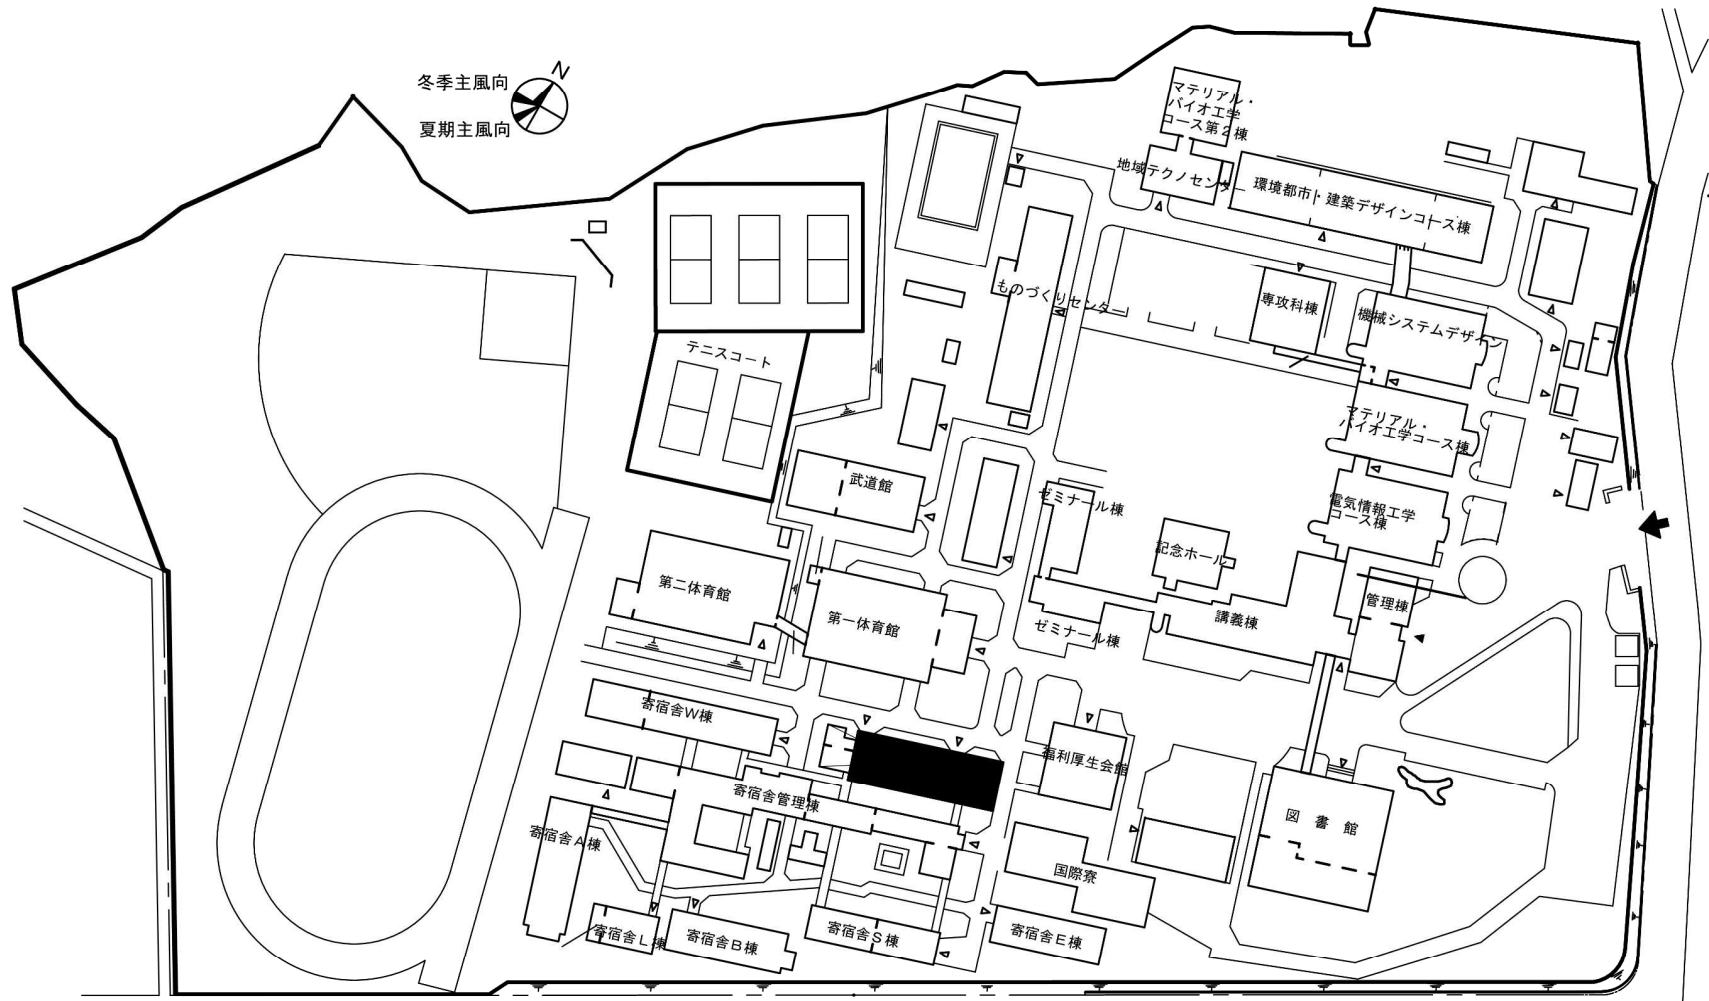 N
冬季主風向
夏期主風向
マテリアル・
バイオ工学
コース第2棟
地域テクノセンター
環境都市・建築デザインコース棟
ものづくりセンター
専攻科棟
機械システムデザイン
テニスコート
マテリアル・
バイオ工学コース棟
武道館
ゼミナール棟
電気情報工学
コース棟
記念ホール
第二体育館
第一体育館
管理棟
講義棟
ゼミナール棟
寄宿舎W棟
福利厚生会館
寄宿舎管理棟
図 書 館
寄宿舎A棟
国際寮
寄宿舎L棟
寄宿舎B棟
寄宿舎S棟
寄宿舎E棟